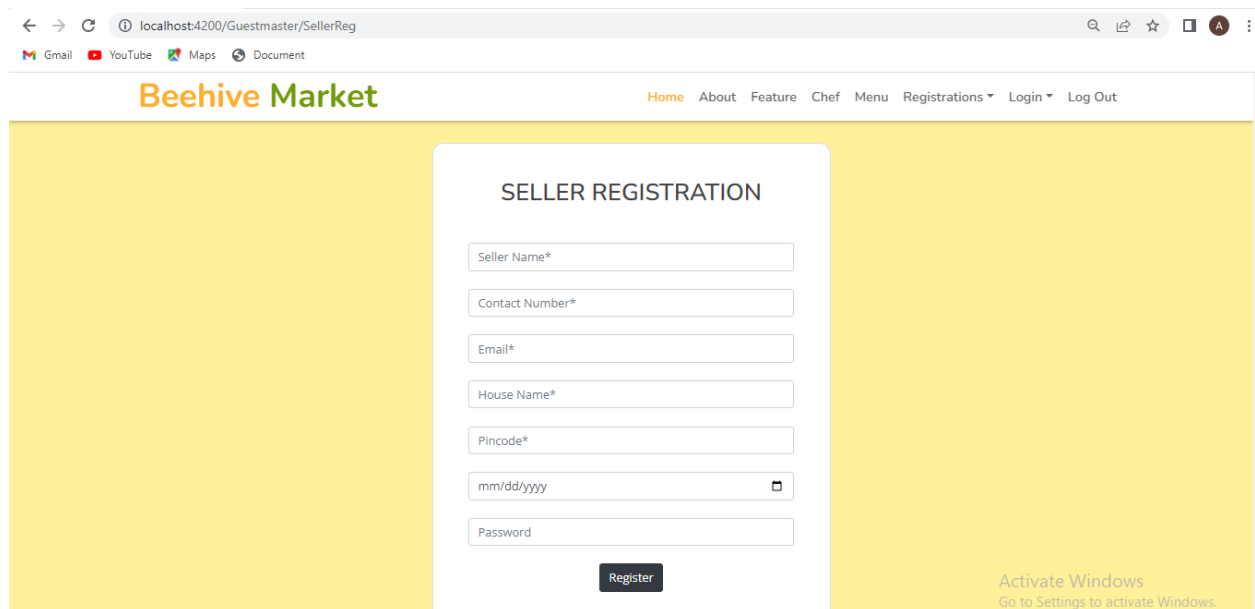 localhost:4200/Guestmaster/SellerReg
A
Gmail YouTube Maps Document
Beehive Market Home About Feature Chef Menu Registrations Login Log Out
SELLER REGISTRATION
Seller Name*
Contact Number*
Email*
House Name*
Pincode*
mm/dd/yyyy
Password
Register
Activate Windows
Go to Settings to activate Windows.